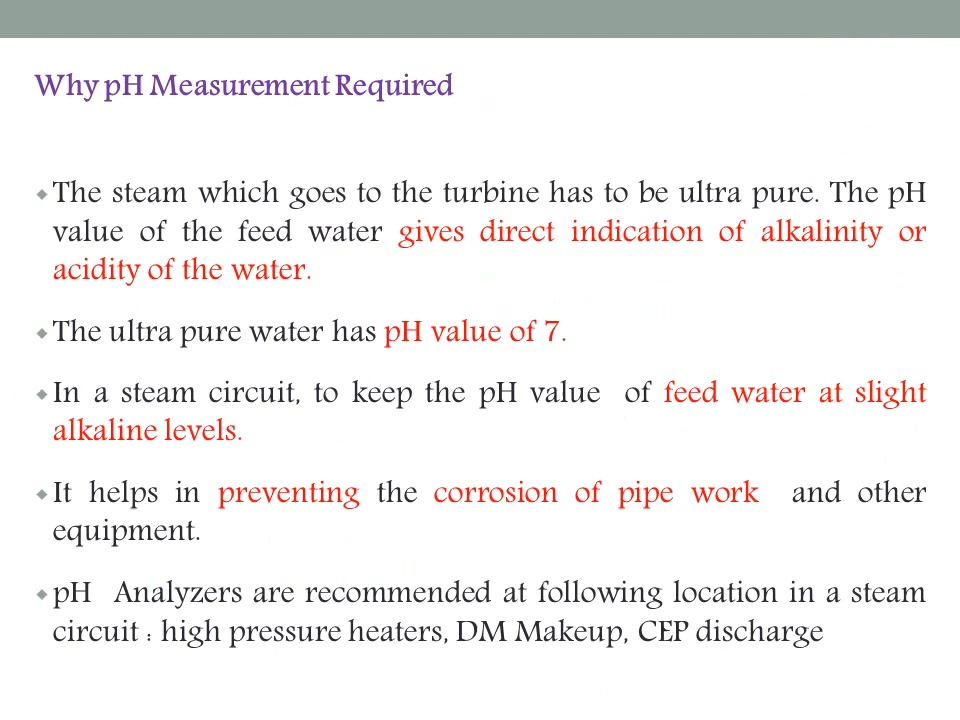 Why pH Measurement Required
The steam which goes to the turbine has to be ultra pure. The pH
value of the feed water gives direct indication of alkalinity or
acidity of the water.
The ultra pure water has pH value of 7.
In a steam circuit, to keep the pH value of feed water at slight
alkaline levels.
It helps in preventing the corrosion of pipe work and other
equipment.
pH Analyzers are recommended at following location in a steam
circuit : high pressure heaters, DM Makeup, CEP discharge